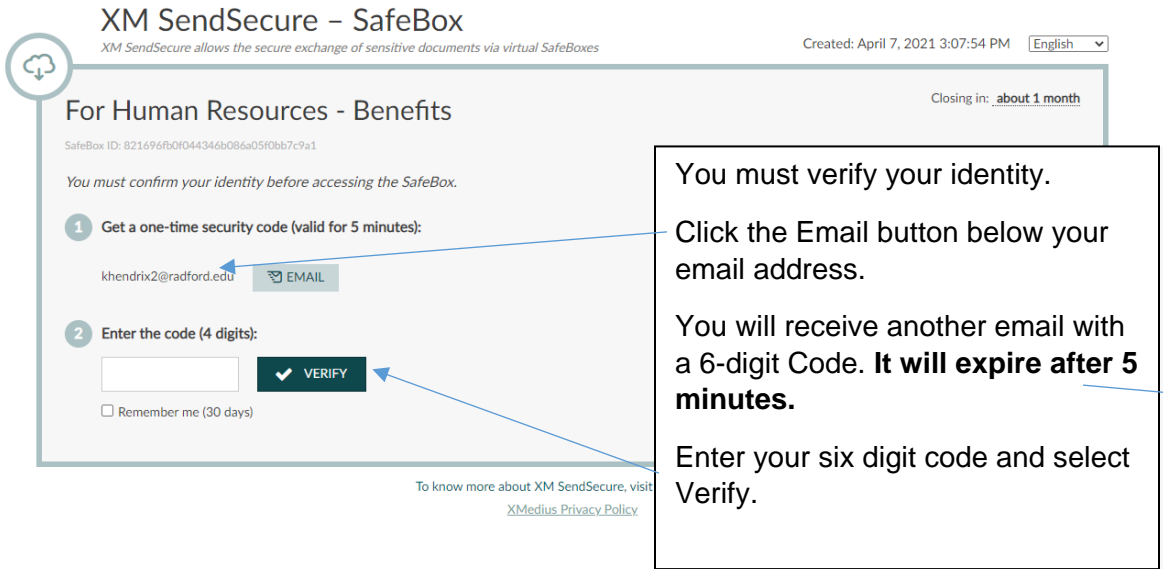 XM SendSecure – SafeBox
XM SendSecure allows the secure exchange of sensitive documents via virtual SafeBoxes
Created: April 7, 2021 3:07:54 PM
English
For Human Resources - Benefits
Closing in: about 1 month
SafeBox ID: 821696fb0f044346b086a05f0bb7c9a1
You must confirm your identity before accessing the SafeBox.
1 Get a one-time security code (valid for 5 minutes):
khendrix2@radford.edu
EMAIL
2 Enter the code (4 digits):
VERIFY
Remember me (30 days)
You must verify your identity.
Click the Email button below your
email address.
You will receive another email with
a 6-digit Code. It will expire after 5
minutes.
Enter your six digit code and select
Verify.
To know more about XM SendSecure, visit
XMedius Privacy Policy